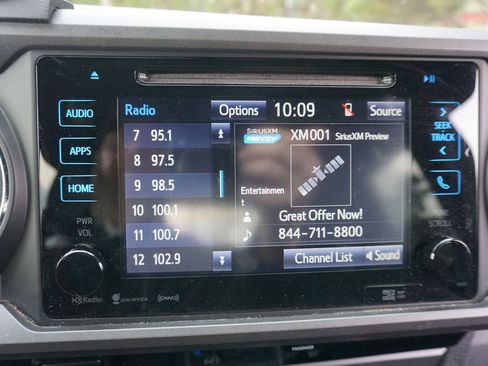 Radio Options 10:09 Source
AUDIO
APPS
HOME
PWR
VOL
7 95.1
8 97.5
9 98.5
10 100.1
11 100.7
12 102.9
SIRIUSXM
PREVIEW
XM001 SiriusXM Preview
Entertainmen
t
Great Offer Now!
844-711-8800
Channel List Sound
SEEK
TRACK
SCROLL
HD Radio gracenote